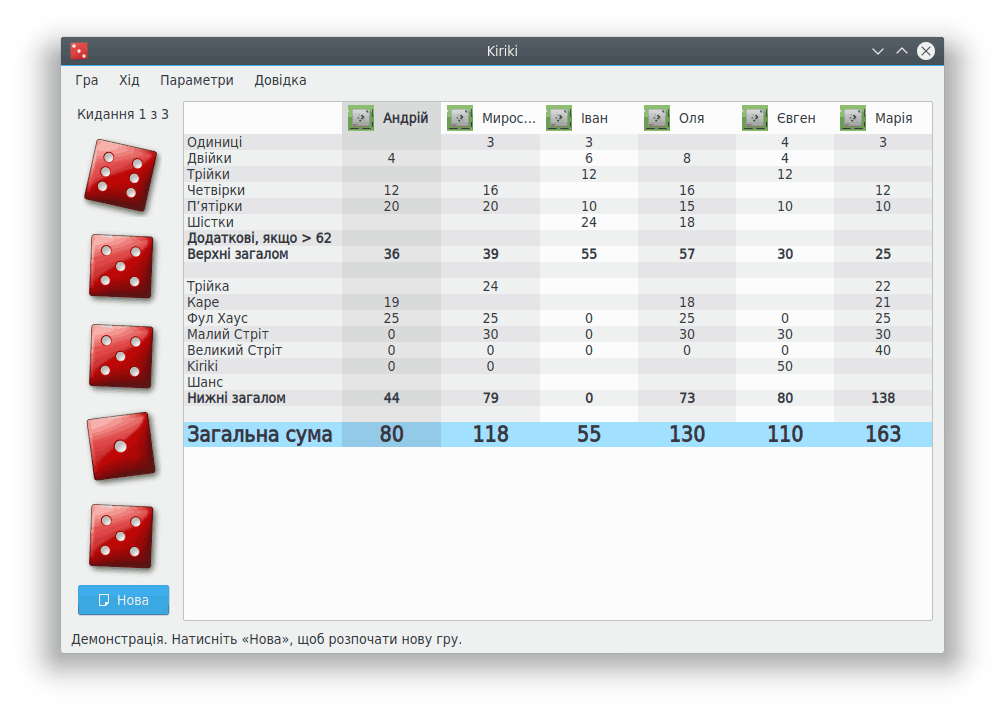 Kiriki
Гра Хід Параметри Довідка
Кидання 1 з 3
Андрій Мирос... Іван Оля Євген Марія
Одиниці 3 3 4 3
Двійки 4 6 8 4
Трійки 12 12
Четвірки 12 16 16 12
П’ятірки 20 20 10 15 10 10
Шістки 24 18
Додаткові, якщо > 62
Верхні загалом 36 39 55 57 30 25
Трійка 24 22
Каре 19 18 21
Фул Хаус 25 25 0 25 0 25
Малий Стріт 0 30 0 30 30 30
Великий Стріт 0 0 0 0 0 40
Kiriki 0 0 50
Шанс
Нижні загалом 44 79 0 73 80 138
Загальна сума 80 118 55 130 110 163
Нова
Демонстрація. Натисніть «Нова», щоб розпочати нову гру.